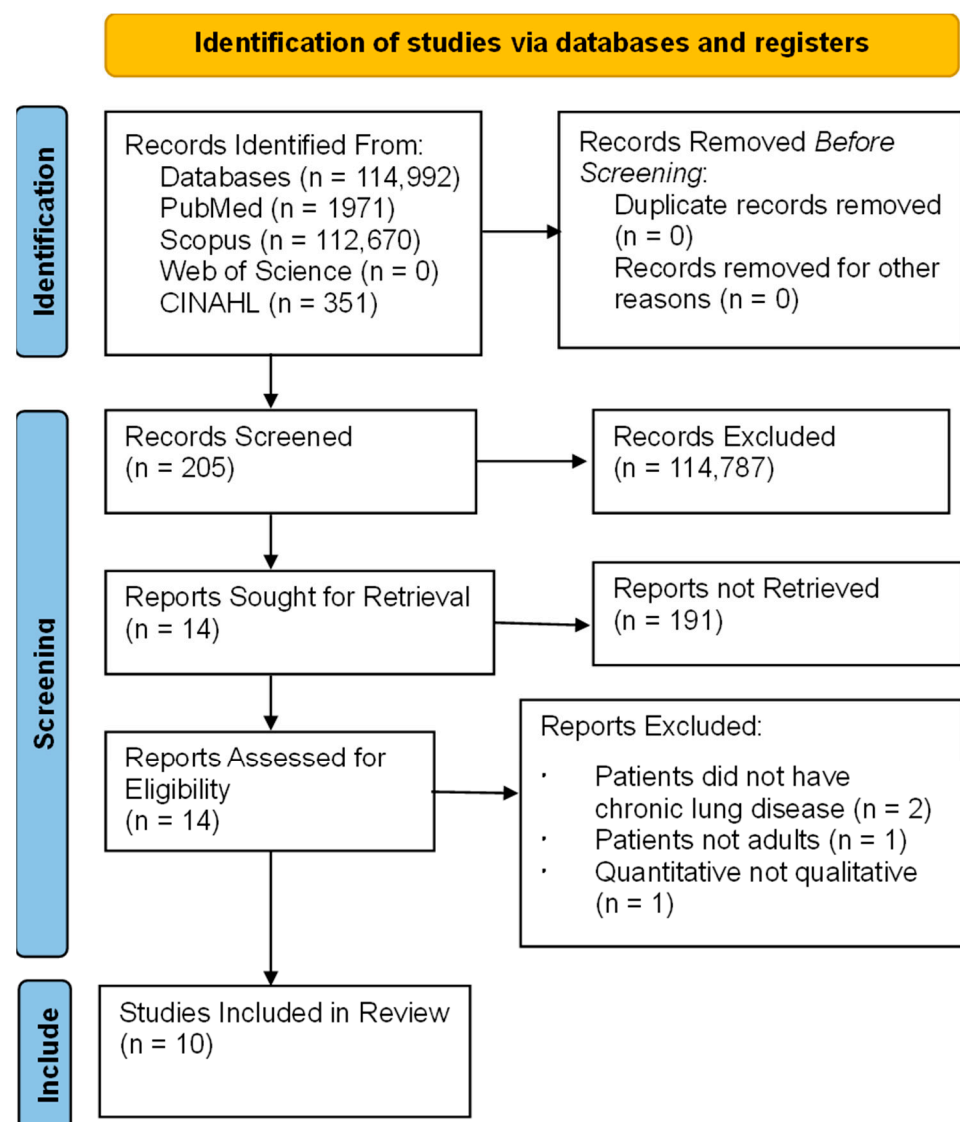 Identification of studies via databases and registers
Identification
Records Identified From:
Databases (n = 114,992)
PubMed (n = 1971)
Scopus (n = 112,670)
Web of Science (n = 0)
CINAHL (n = 351)
Records Removed Before
Screening:
Duplicate records removed
(n = 0)
Records removed for other
reasons (n = 0)
Screening
Records Screened
(n = 205)
Records Excluded
(n = 114,787)
Reports Sought for Retrieval
(n = 14)
Reports not Retrieved
(n = 191)
Reports Assessed for
Eligibility
(n = 14)
Reports Excluded:
· Patients did not have
chronic lung disease (n = 2)
· Patients not adults (n = 1)
· Quantitative not qualitative
(n = 1)
Include
Studies Included in Review
(n = 10)